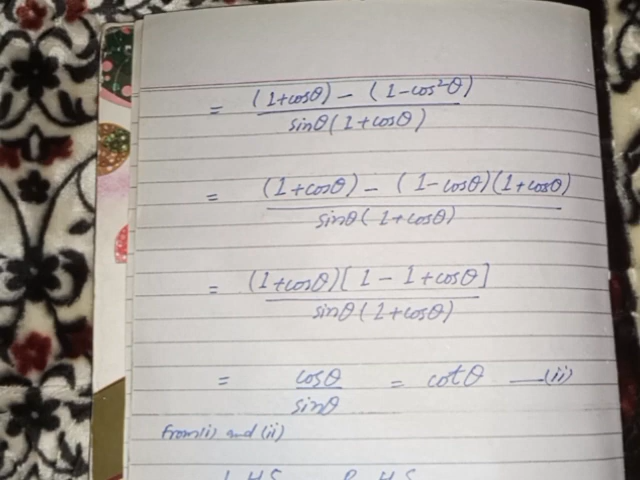 = (1+cosθ) - (1-cos²θ) / sinθ(1+cosθ)
= (1+cosθ) - (1-cosθ)(1+cosθ) / sinθ(1+cosθ)
= (1+cosθ)[1-1+cosθ] / sinθ(1+cosθ)
= cosθ / sinθ = cotθ —(ii)
from(i) and (ii)